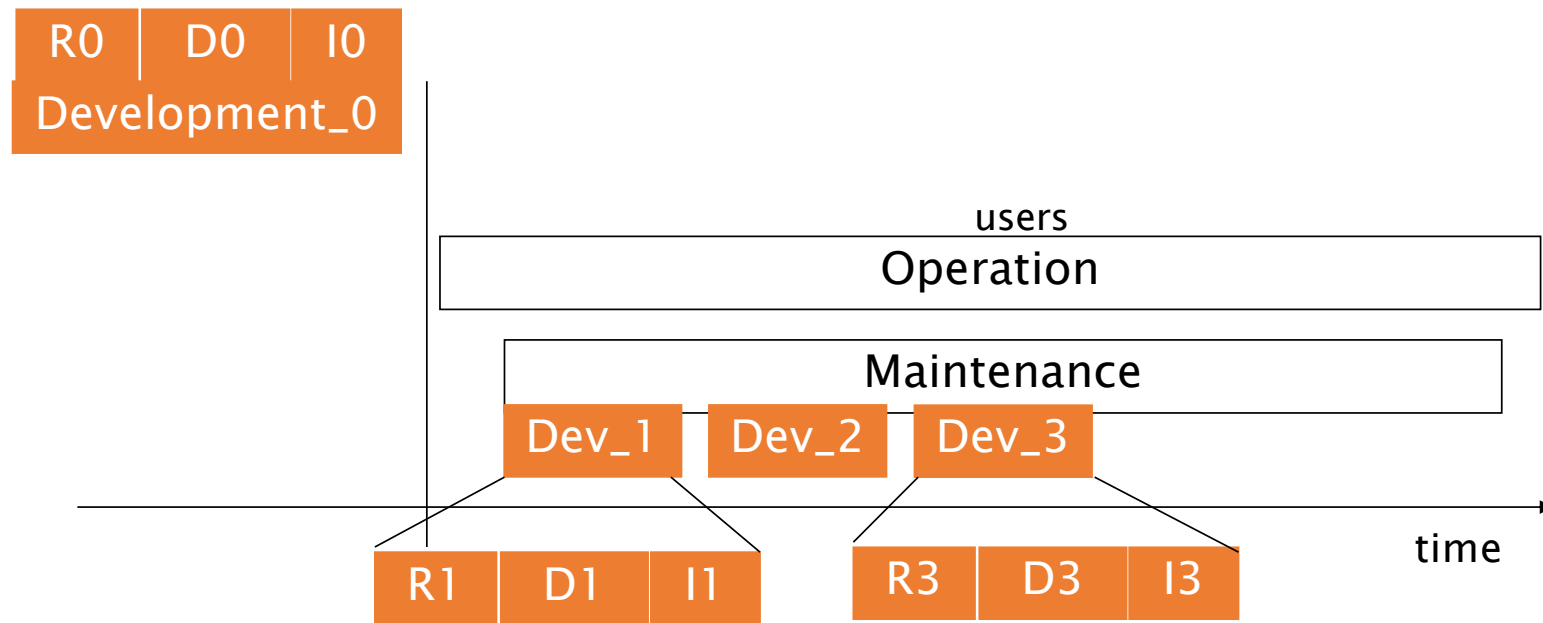 R0 D0 I0
Development_0
users
Operation
Maintenance
Dev_1 Dev_2 Dev_3
time
R1 D1 I1 R3 D3 I3